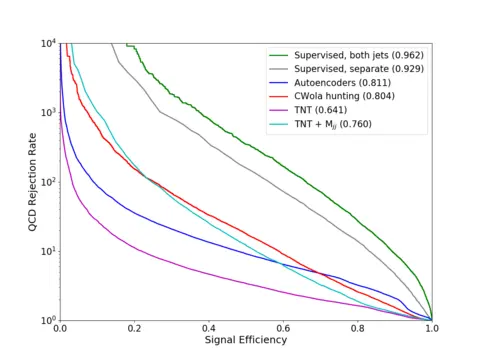 10⁴
10³
10²
10¹
10⁰
QCD Rejection Rate
Supervised, both jets (0.962)
Supervised, separate (0.929)
Autoencoders (0.811)
CWola hunting (0.804)
TNT (0.641)
TNT + Mjj (0.760)
0.0 0.2 0.4 0.6 0.8 1.0
Signal Efficiency